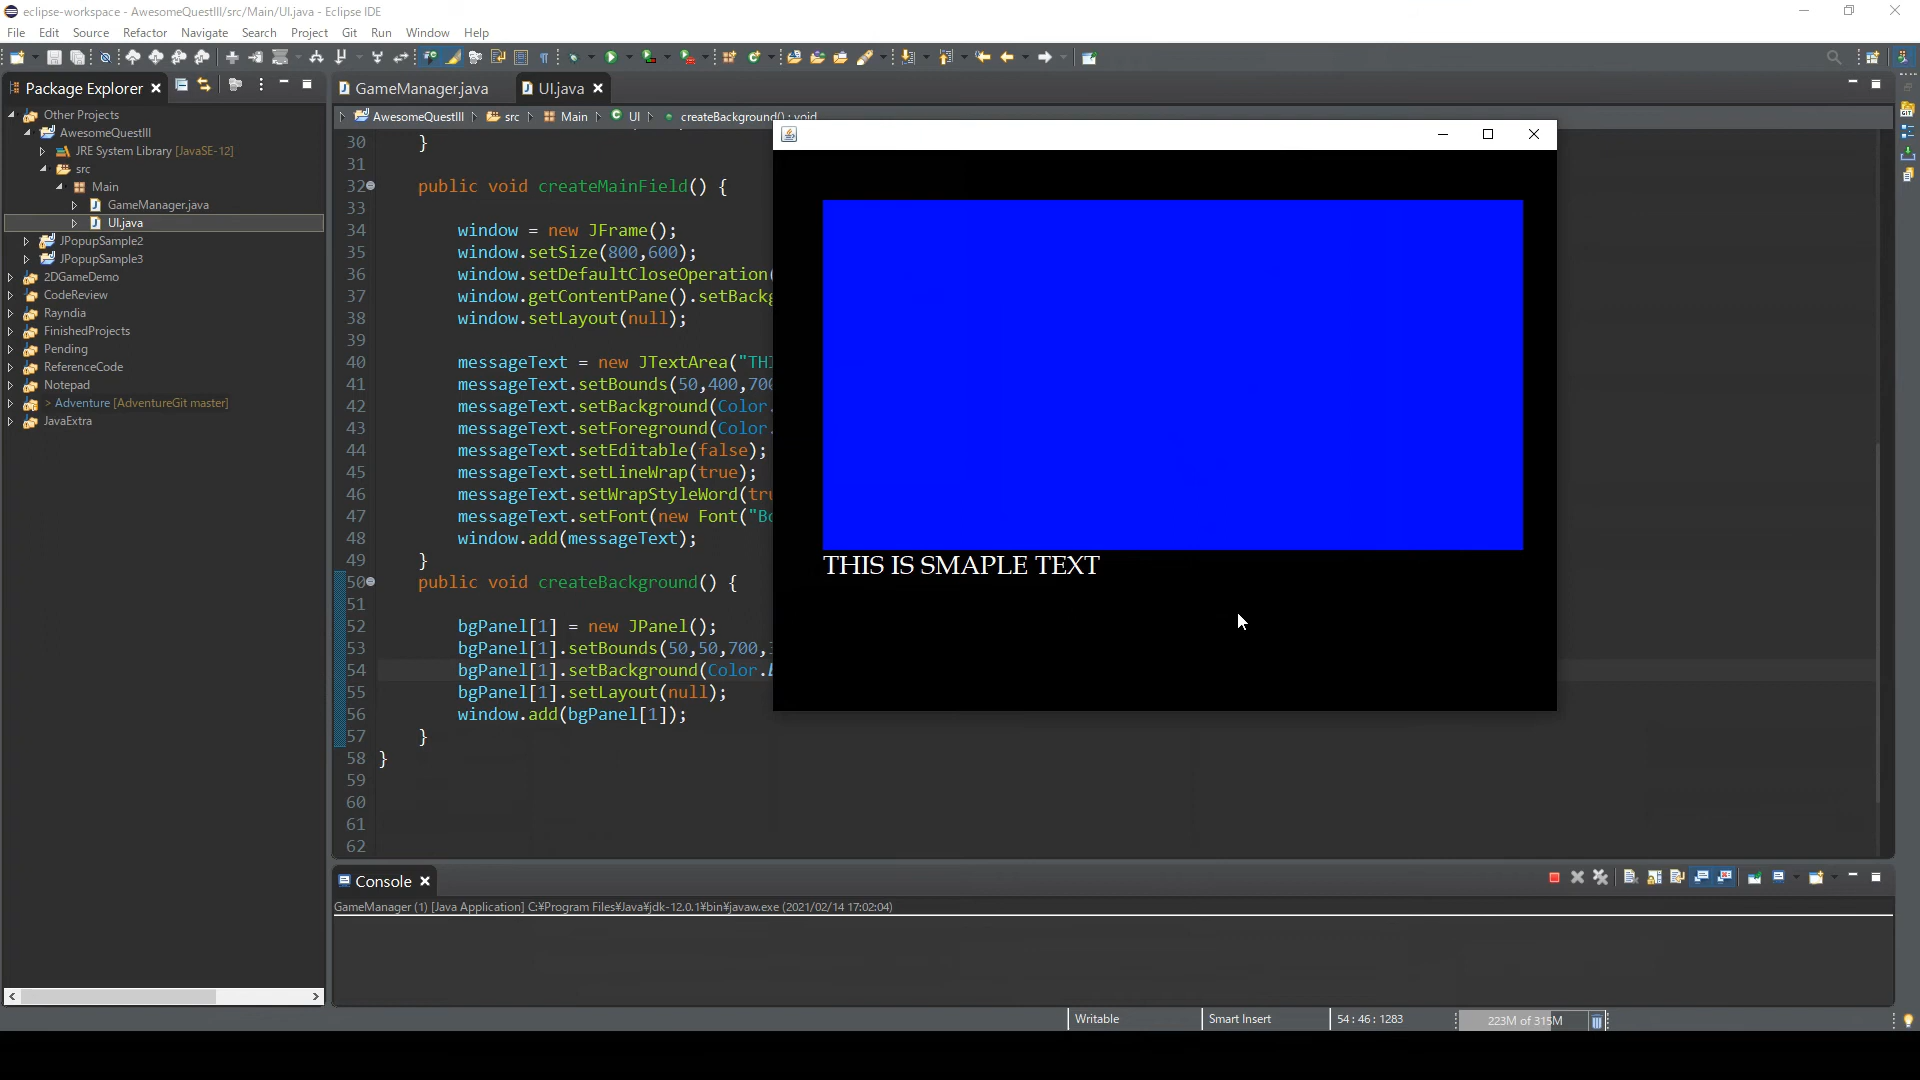 eclipse-workspace - AwesomeQuestIII/src/Main/UI.java - Eclipse IDE
File Edit Source Refactor Navigate Search Project Git Run Window Help
Package Explorer
GameManager.java UI.java
AwesomeQuestIII src Main UI createBackground() : void
Other Projects
AwesomeQuestIII
JRE System Library [JavaSE-12]
src
Main
GameManager.java
UI.java
JPopupSample2
JPopupSample3
2DGameDemo
CodeReview
Rayndia
FinishedProjects
Pending
ReferenceCode
Notepad
> Adventure [AdventureGit master]
JavaExtra
30 }
31
32 public void createMainField() {
33
34 window = new JFrame();
35 window.setSize(800,600);
36 window.setDefaultCloseOperation(
37 window.getContentPane().setBackg
38 window.setLayout(null);
39
40 messageText = new JTextArea("THI
41 messageText.setBounds(50,400,700
42 messageText.setBackground(Color.
43 messageText.setForeground(Color.
44 messageText.setEditable(false);
45 messageText.setLineWrap(true);
46 messageText.setWrapStyleWord(tru
47 messageText.setFont(new Font("Bo
48 window.add(messageText);
49 }
50 public void createBackground() {
51
52 bgPanel[1] = new JPanel();
53 bgPanel[1].setBounds(50,50,700,3
54 bgPanel[1].setBackground(Color.b
55 bgPanel[1].setLayout(null);
56 window.add(bgPanel[1]);
57 }
58 }
59
60
61
62
THIS IS SMAPLE TEXT
Console
GameManager (1) [Java Application] C:¥Program Files¥Java¥jdk-12.0.1¥bin¥javaw.exe (2021/02/14 17:02:04)
Writable Smart Insert 54 : 46 : 1283 223M of 315M